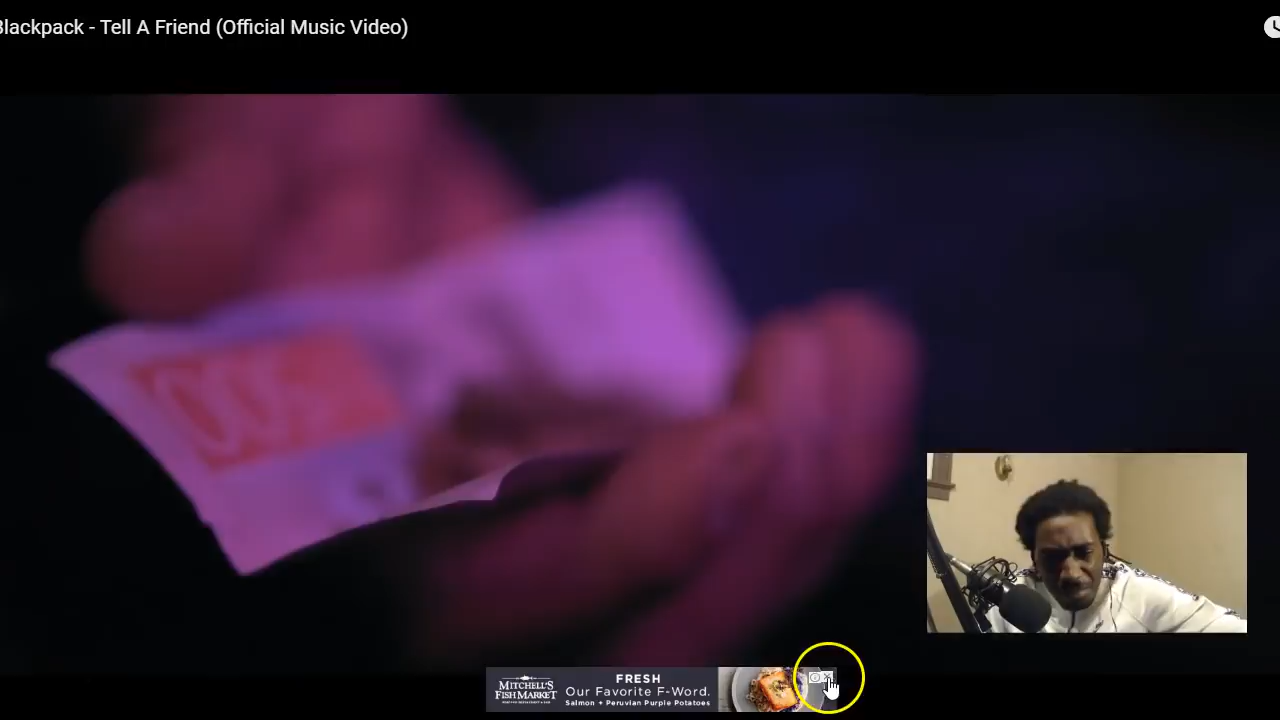 Blackpack - Tell A Friend (Official Music Video)
MITCHELL'S
FISH MARKET
FRESH
Our Favorite F-Word.
Salmon + Peruvian Purple Potatoes